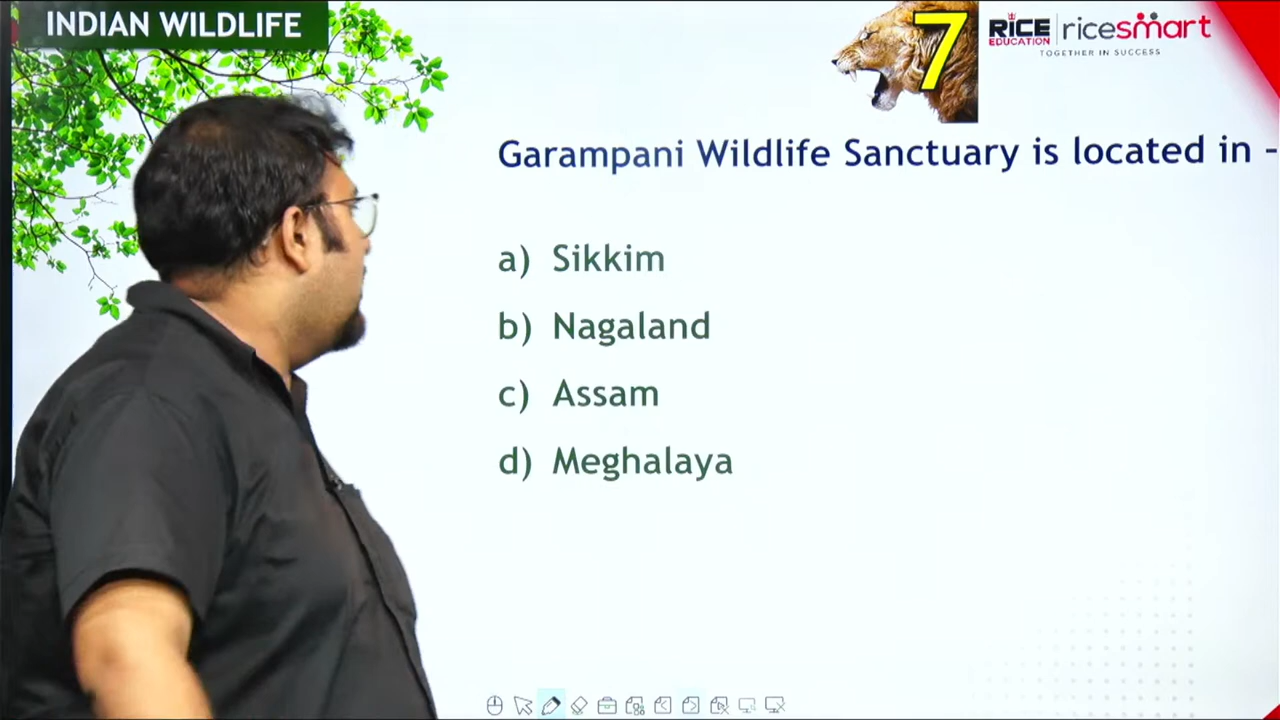 INDIAN WILDLIFE
7
RICE
EDUCATION
ricesmart
TOGETHER IN SUCCESS
Garampani Wildlife Sanctuary is located in -
a) Sikkim
b) Nagaland
c) Assam
d) Meghalaya